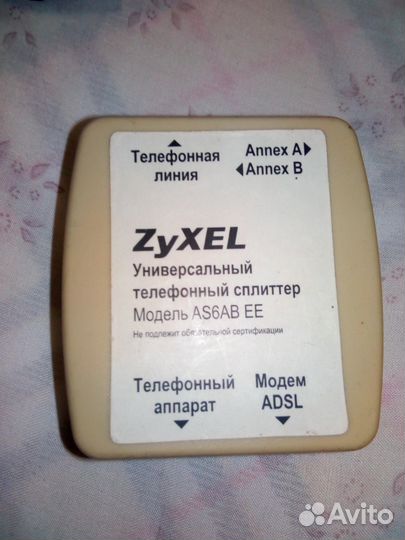 ▲
Телефонная
линия
Annex A▶
◀Annex B
ZyXEL
Универсальный
телефонный сплиттер
Модель AS6AB EE
Не подлежит обязательной сертификации
Телефонный
аппарат
▼
Модем
ADSL
▼
Avito